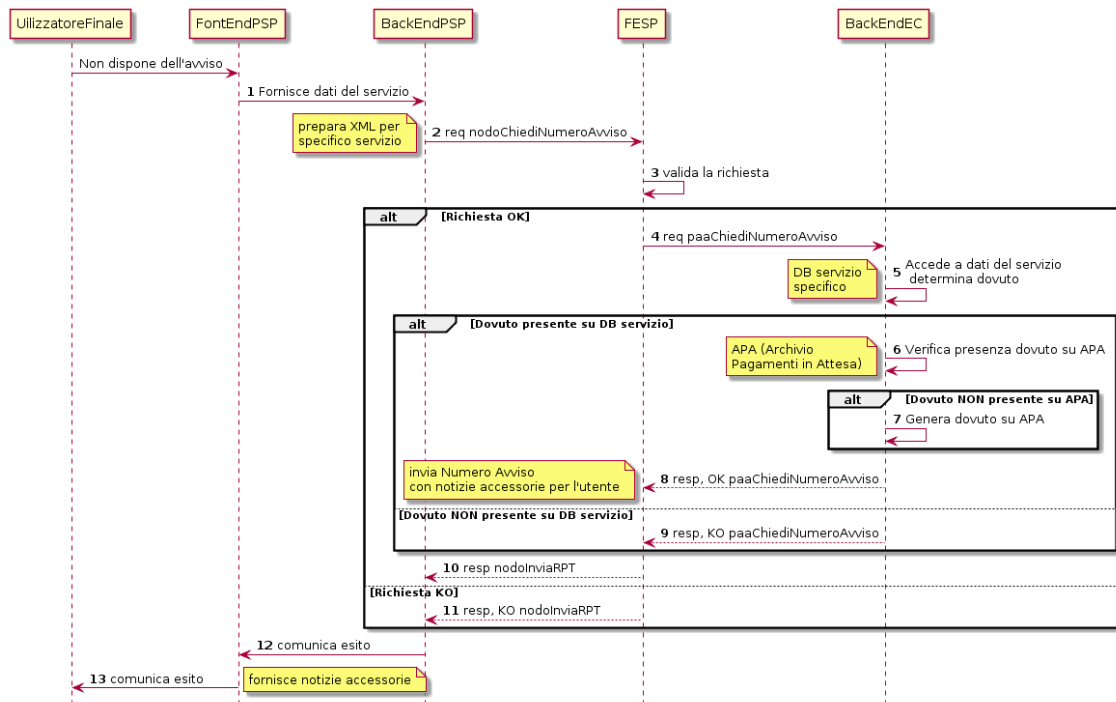 UilizzatoreFinale
FontEndPSP
BackEndPSP
FESP
BackEndEC
Non dispone dell'avviso
1 Fornisce dati del servizio
prepara XML per
specifico servizio
2 req nodoChiediNumeroAvviso
3 valida la richiesta
alt [Richiesta OK]
4 req paaChiediNumeroAvviso
DB servizio
specifico
5 Accede a dati del servizio
determina dovuto
alt [Dovuto presente su DB servizio]
APA (Archivio
Pagamenti in Attesa)
6 Verifica presenza dovuto su APA
alt [Dovuto NON presente su APA]
7 Genera dovuto su APA
invia Numero Avviso
con notizie accessorie per l'utente
8 resp, OK paaChiediNumeroAvviso
[Dovuto NON presente su DB servizio]
9 resp, KO paaChiediNumeroAvviso
10 resp nodoInviaRPT
[Richiesta KO]
11 resp, KO nodoInviaRPT
12 comunica esito
13 comunica esito
fornisce notizie accessorie